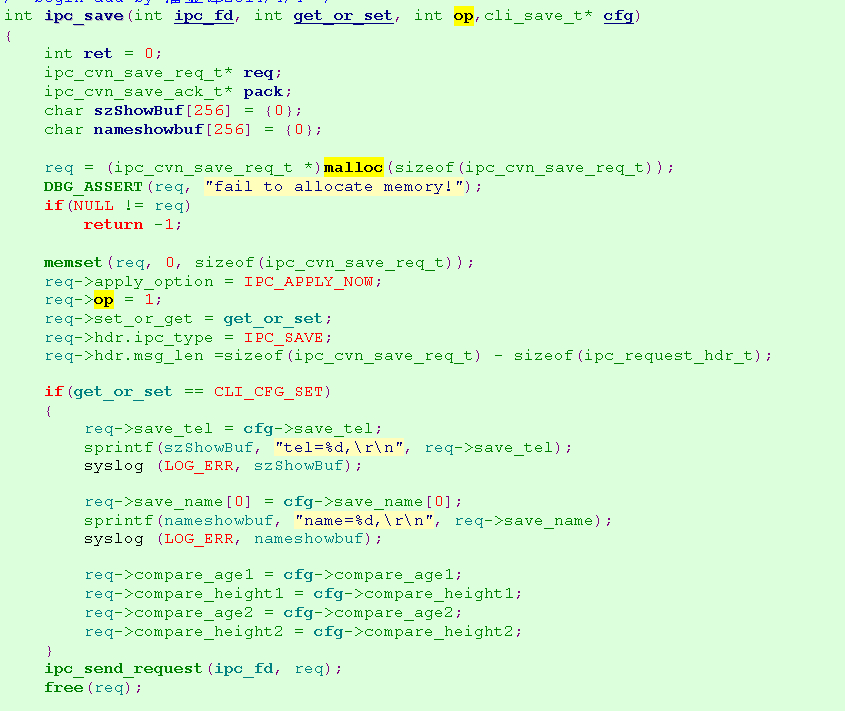 int ipc_save(int ipc_fd, int get_or_set, int op,cli_save_t* cfg)
{
    int ret = 0;
    ipc_cvn_save_req_t* req;
    ipc_cvn_save_ack_t* pack;
    char szShowBuf[256] = {0};
    char nameshowbuf[256] = {0};

    req = (ipc_cvn_save_req_t *)malloc(sizeof(ipc_cvn_save_req_t));
    DBG_ASSERT(req, "fail to allocate memory!");
    if(NULL != req)
        return -1;

    memset(req, 0, sizeof(ipc_cvn_save_req_t));
    req->apply_option = IPC_APPLY_NOW;
    req->op = 1;
    req->set_or_get = get_or_set;
    req->hdr.ipc_type = IPC_SAVE;
    req->hdr.msg_len =sizeof(ipc_cvn_save_req_t) - sizeof(ipc_request_hdr_t);

    if(get_or_set == CLI_CFG_SET)
    {
        req->save_tel = cfg->save_tel;
        sprintf(szShowBuf, "tel=%d,\r\n", req->save_tel);
        syslog (LOG_ERR, szShowBuf);

        req->save_name[0] = cfg->save_name[0];
        sprintf(nameshowbuf, "name=%d,\r\n", req->save_name);
        syslog (LOG_ERR, nameshowbuf);

        req->compare_age1 = cfg->compare_age1;
        req->compare_height1 = cfg->compare_height1;
        req->compare_age2 = cfg->compare_age2;
        req->compare_height2 = cfg->compare_height2;
    }
    ipc_send_request(ipc_fd, req);
    free(req);